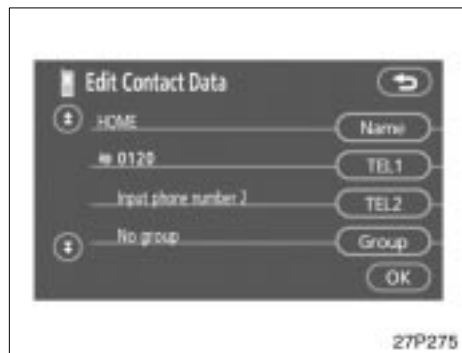 Edit Contact Data
HOME Name
0120 TEL1
Input phone number 2 TEL2
No group Group
OK
27P275